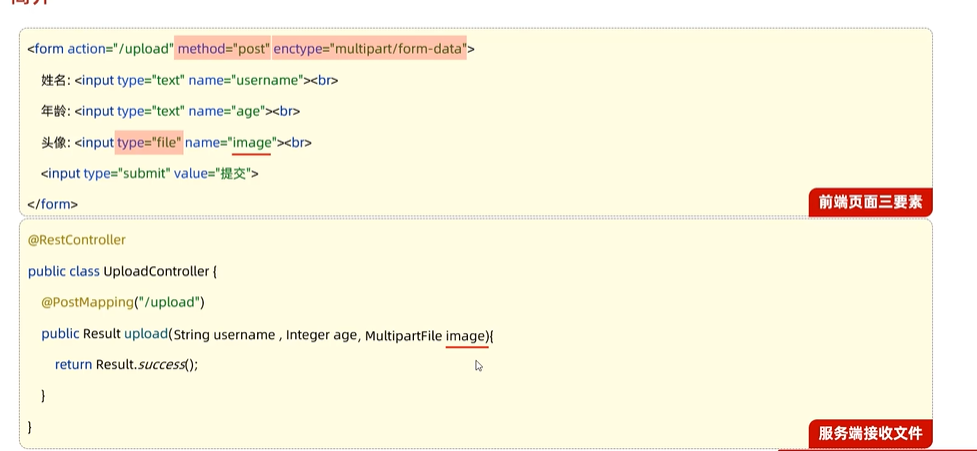 <form action="/upload" method="post" enctype="multipart/form-data">
姓名: <input type="text" name="username"><br>
年龄: <input type="text" name="age"><br>
头像: <input type="file" name="image"><br>
<input type="submit" value="提交">
</form>
前端页面三要素
@RestController
public class UploadController {
@PostMapping("/upload")
public Result upload(String username , Integer age, MultipartFile image){
return Result.success();
}
}
服务端接收文件